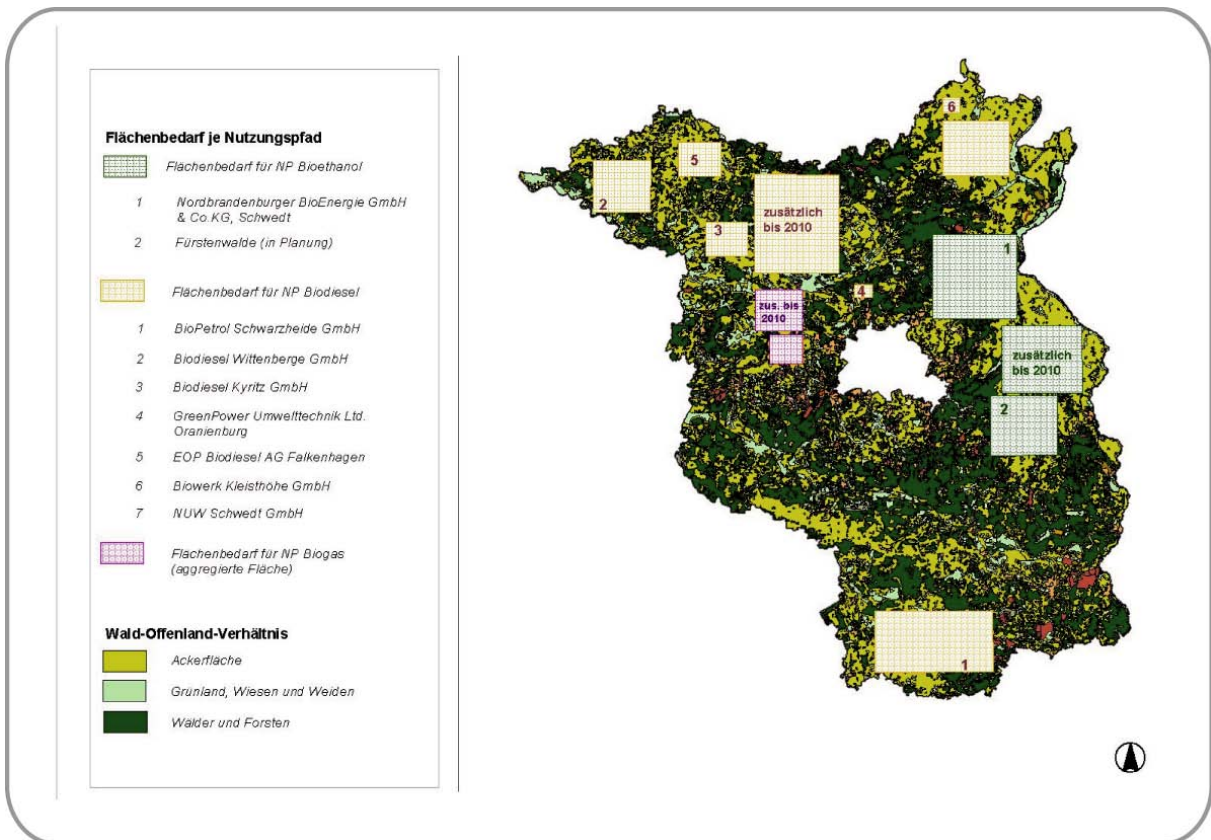 Flächenbedarf je Nutzungspfad
Flächenbedarf für NP Bioethanol
1 Nordbrandenburger BioEnergie GmbH
& Co.KG, Schwedt
2 Fürstenwalde (in Planung)
Flächenbedarf für NP Biodiesel
1 BioPetrol Schwarzheide GmbH
2 Biodiesel Wittenberge GmbH
3 Biodiesel Kyritz GmbH
4 GreenPower Umwelttechnik Ltd.
Oranienburg
5 EOP Biodiesel AG Falkenhagen
6 Biowerk Kleisthöhe GmbH
7 NUW Schwedt GmbH
Flächenbedarf für NP Biogas
(aggregierte Fläche)
Wald-Offenland-Verhältnis
Ackerfläche
Grünland, Wiesen und Weiden
Wälder und Forsten
6
5
2
zusätzlich
bis 2010
3
1
4
zus. bis
2010
zusätzlich
bis 2010
2
1